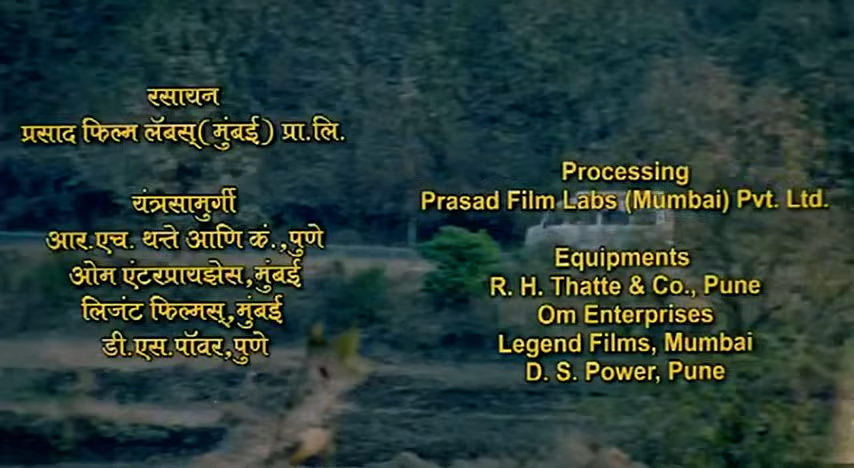 रसायन
प्रसाद फिल्म लॅबस्(मुंबई) प्रा.लि.
यंत्रसामुर्गी
आर.एच. थत्ते आणि कं.,पुणे
ओम एंटरप्रायझेस,मुंबई
लिजंट फिल्मस्,मुंबई
डी.एस.पॉवर,पुणे
Processing
Prasad Film Labs (Mumbai) Pvt. Ltd.
Equipments
R. H. Thatte & Co., Pune
Om Enterprises
Legend Films, Mumbai
D. S. Power, Pune